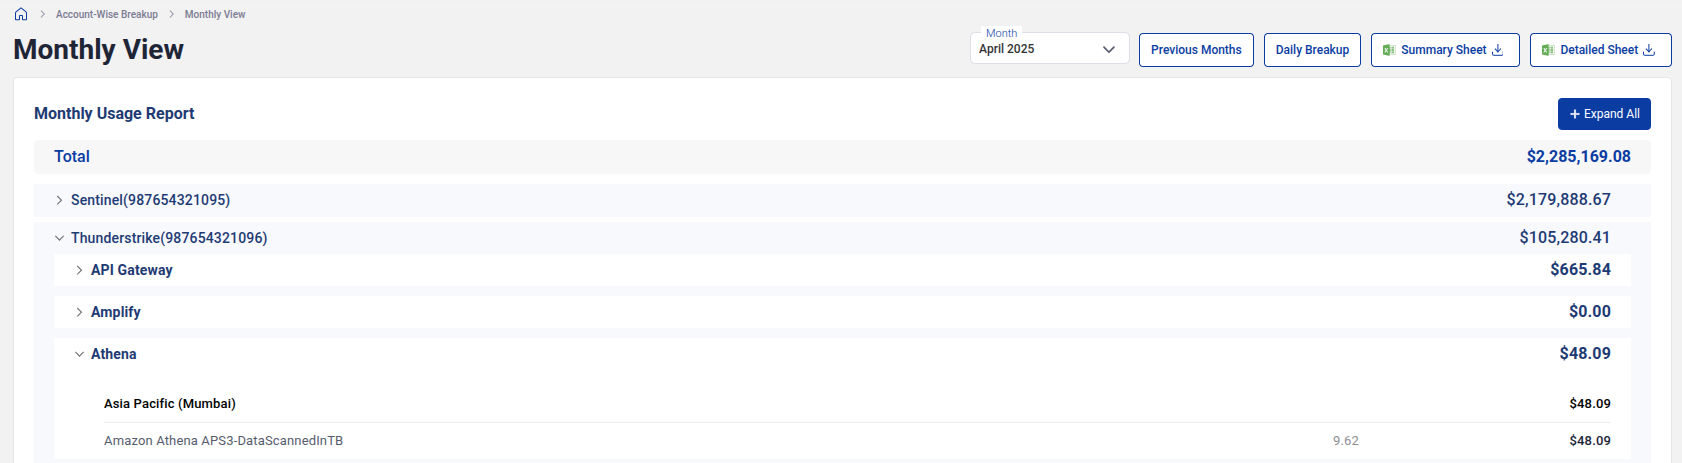 Account-Wise Breakup Monthly View
Monthly View
Month
April 2025
Previous Months
Daily Breakup
Summary Sheet
Detailed Sheet
Monthly Usage Report
+ Expand All
Total $2,285,169.08
Sentinel(987654321095) $2,179,888.67
Thunderstrike(987654321096) $105,280.41
API Gateway $665.84
Amplify $0.00
Athena $48.09
Asia Pacific (Mumbai) $48.09
Amazon Athena APS3-DataScannedInTB 9.62 $48.09